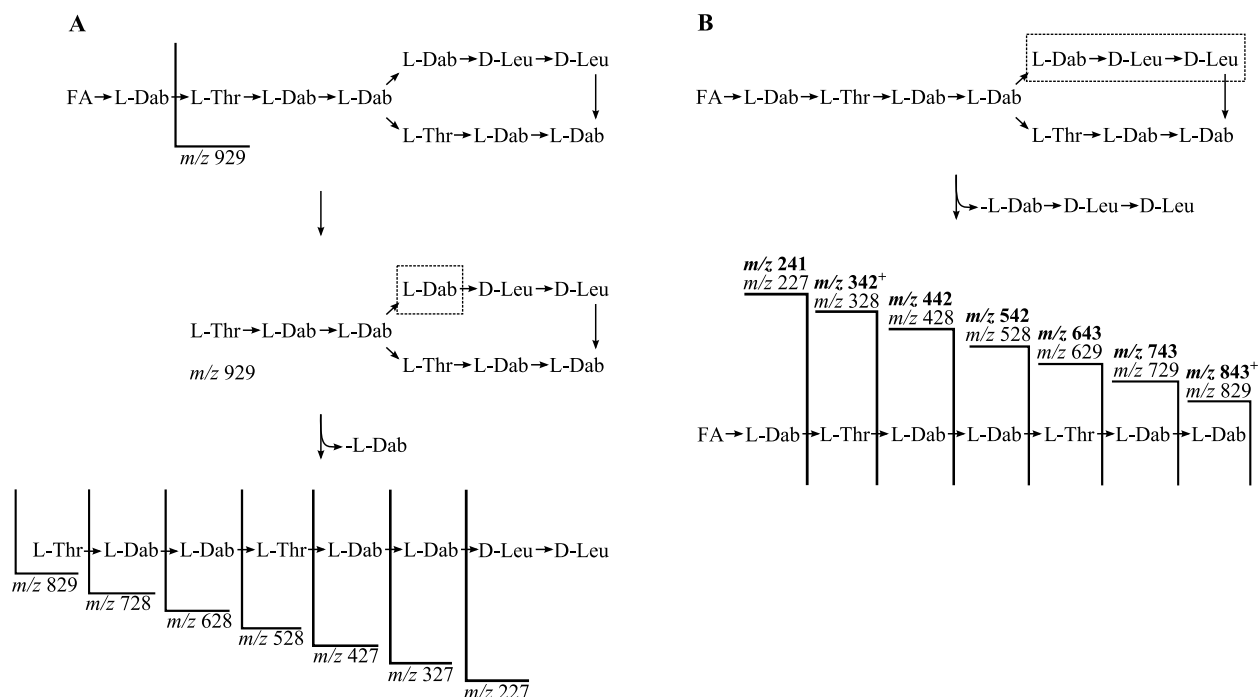 A
L-Dab→D-Leu→D-Leu
FA→L-Dab→L-Thr→L-Dab→L-Dab
L-Thr→L-Dab→L-Dab
m/z 929
L-Dab→D-Leu→D-Leu
L-Thr→L-Dab→L-Dab
L-Thr→L-Dab→L-Dab
m/z 929
-L-Dab
L-Thr→L-Dab→L-Dab→L-Thr→L-Dab→L-Dab→D-Leu→D-Leu
m/z 829
m/z 728
m/z 628
m/z 528
m/z 427
m/z 327
m/z 227
B
L-Dab→D-Leu→D-Leu
FA→L-Dab→L-Thr→L-Dab→L-Dab
L-Thr→L-Dab→L-Dab
-L-Dab→D-Leu→D-Leu
m/z 241
m/z 227
m/z 342+
m/z 328
m/z 442
m/z 428
m/z 542
m/z 528
m/z 643
m/z 629
m/z 743
m/z 729
m/z 843+
m/z 829
FA→L-Dab→L-Thr→L-Dab→L-Dab→L-Thr→L-Dab→L-Dab